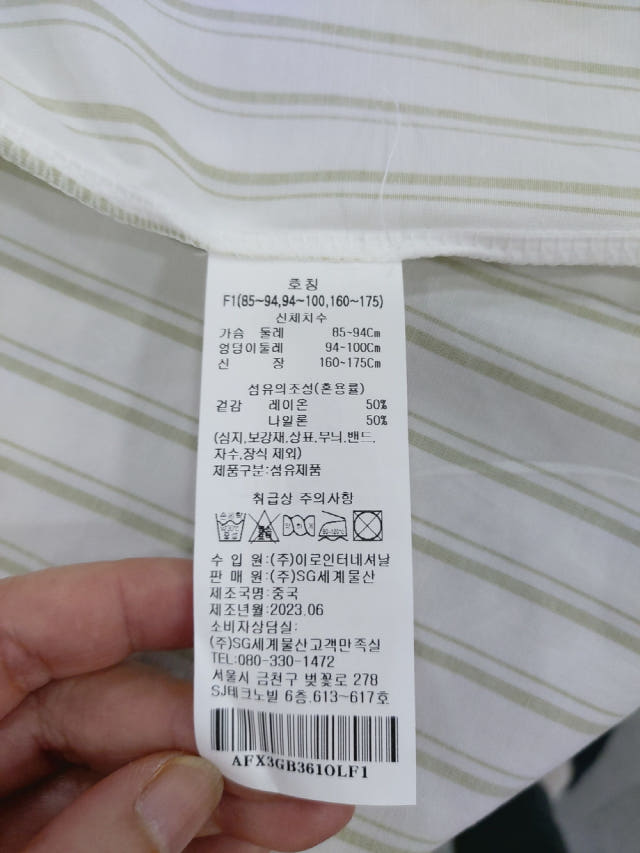 호칭
F1(85~94,94~100,160~175)
신체치수
가슴 둘레 85~94Cm
엉덩이둘레 94~100Cm
신 장 160~175Cm
섬유의조성(혼용률)
겉감 레이온 50%
나일론 50%
(심지,보강재,상표,무늬,밴드,
자수,장식 제외)
제품구분:섬유제품
취급상 주의사항
수 입 원:(주)이로인터네셔날
판 매 원:(주)SG세계물산
제조국명:중국
제조년월:2023.06
소비자상담실:
(주)SG세계물산고객만족실
TEL:080-330-1472
서울시 금천구 벚꽃로 278
SJ테크노빌 6층.613~617호
AFX3GB361OLF1